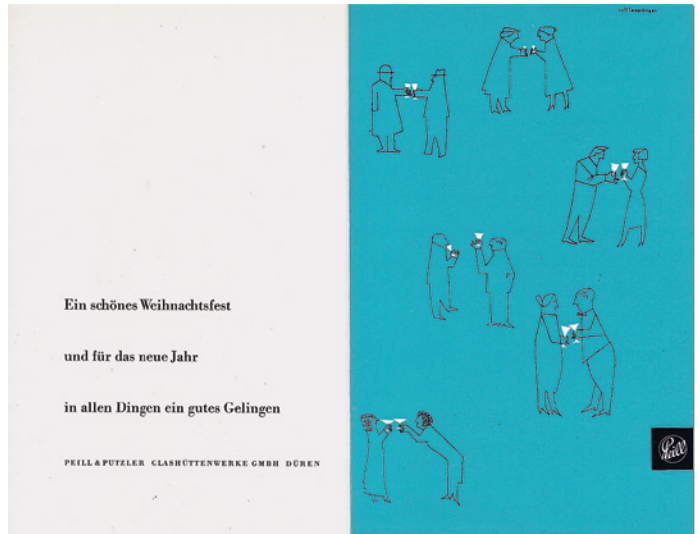 Ein schönes Weihnachtsfest
und für das neue Jahr
in allen Dingen ein gutes Gelingen
PEILL & PUTZLER GLASHÜTTENWERKE GMBH DÜREN
Peill